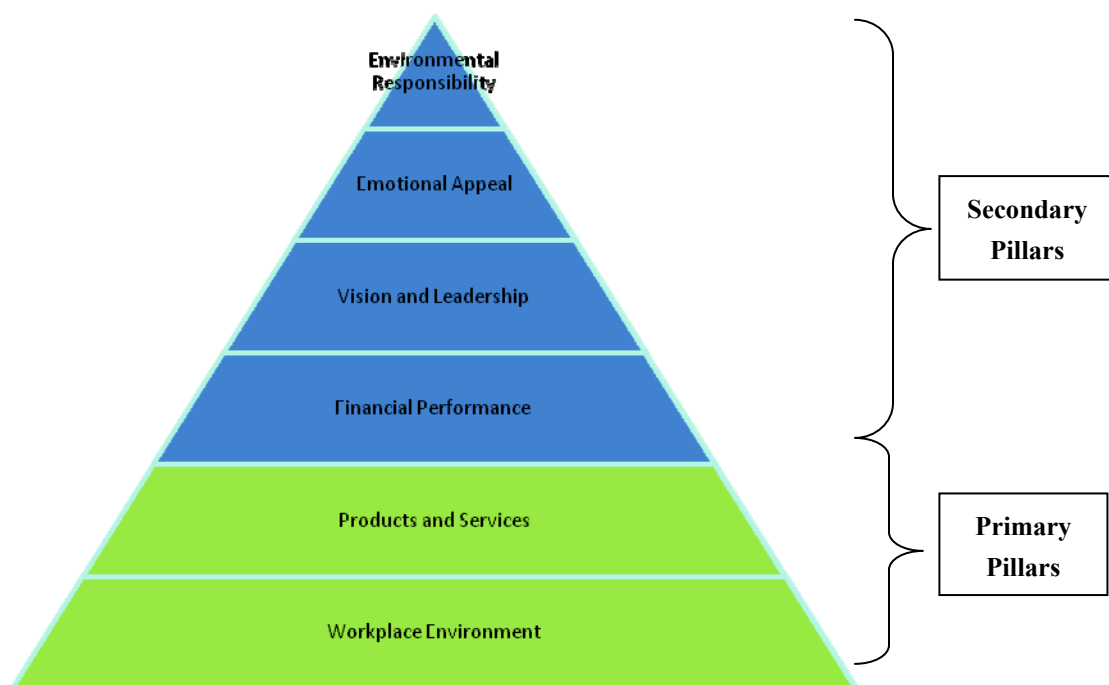 Environmental
Responsibility
Emotional Appeal
Vision and Leadership
Financial Performance
Products and Services
Workplace Environment
Secondary
Pillars
Primary
Pillars